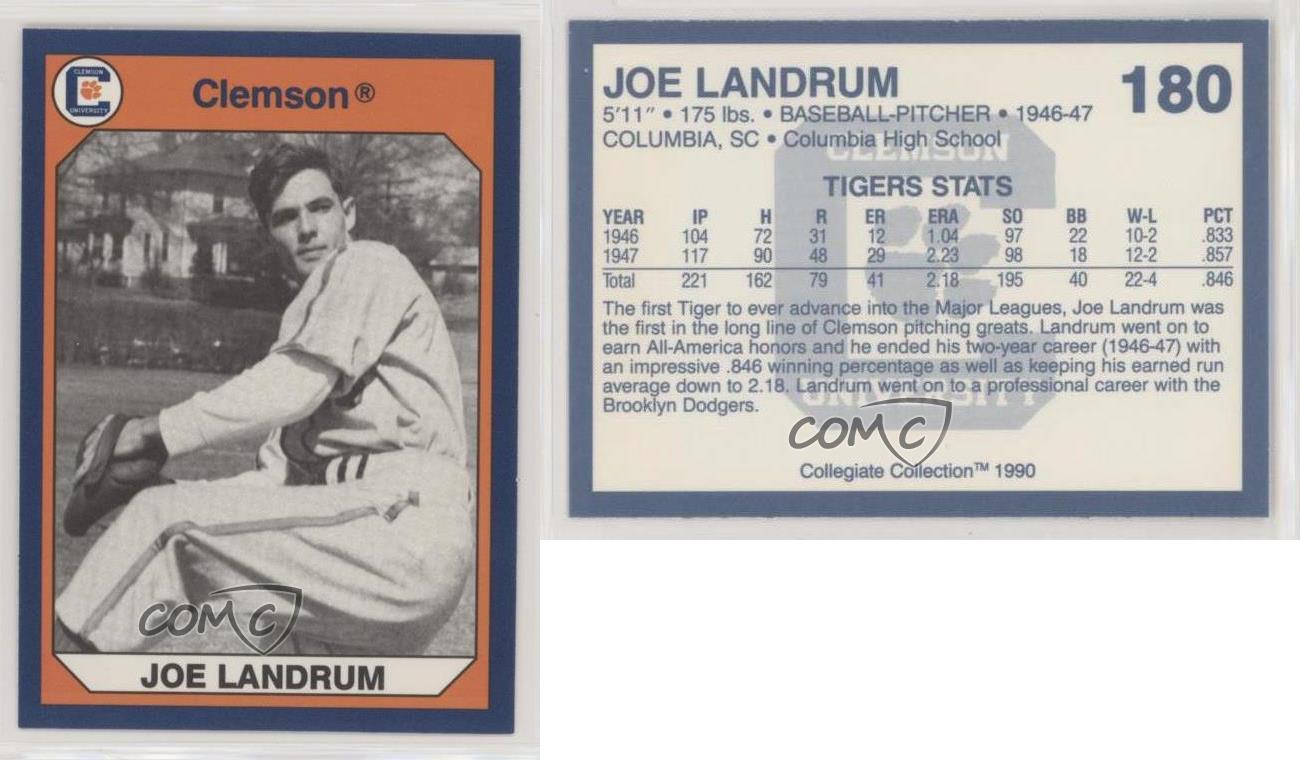 CLEMSON
UNIVERSITY
Clemson®
COMC
JOE LANDRUM
JOE LANDRUM
180
5'11" • 175 lbs. • BASEBALL-PITCHER • 1946-47
COLUMBIA, SC • Columbia High School
CLEMSON
TIGERS STATS
YEAR IP H R ER ERA SO BB W-L PCT
1946 104 72 31 12 1.04 97 22 10-2 .833
1947 117 90 48 29 2.23 98 18 12-2 .857
Total 221 162 79 41 2.18 195 40 22-4 .846
The first Tiger to ever advance into the Major Leagues, Joe Landrum was
the first in the long line of Clemson pitching greats. Landrum went on to
earn All-America honors and he ended his two-year career (1946-47) with
an impressive .846 winning percentage as well as keeping his earned run
average down to 2.18. Landrum went on to a professional career with the
Brooklyn Dodgers.
UNIVERSITY
COMC
Collegiate Collection™ 1990